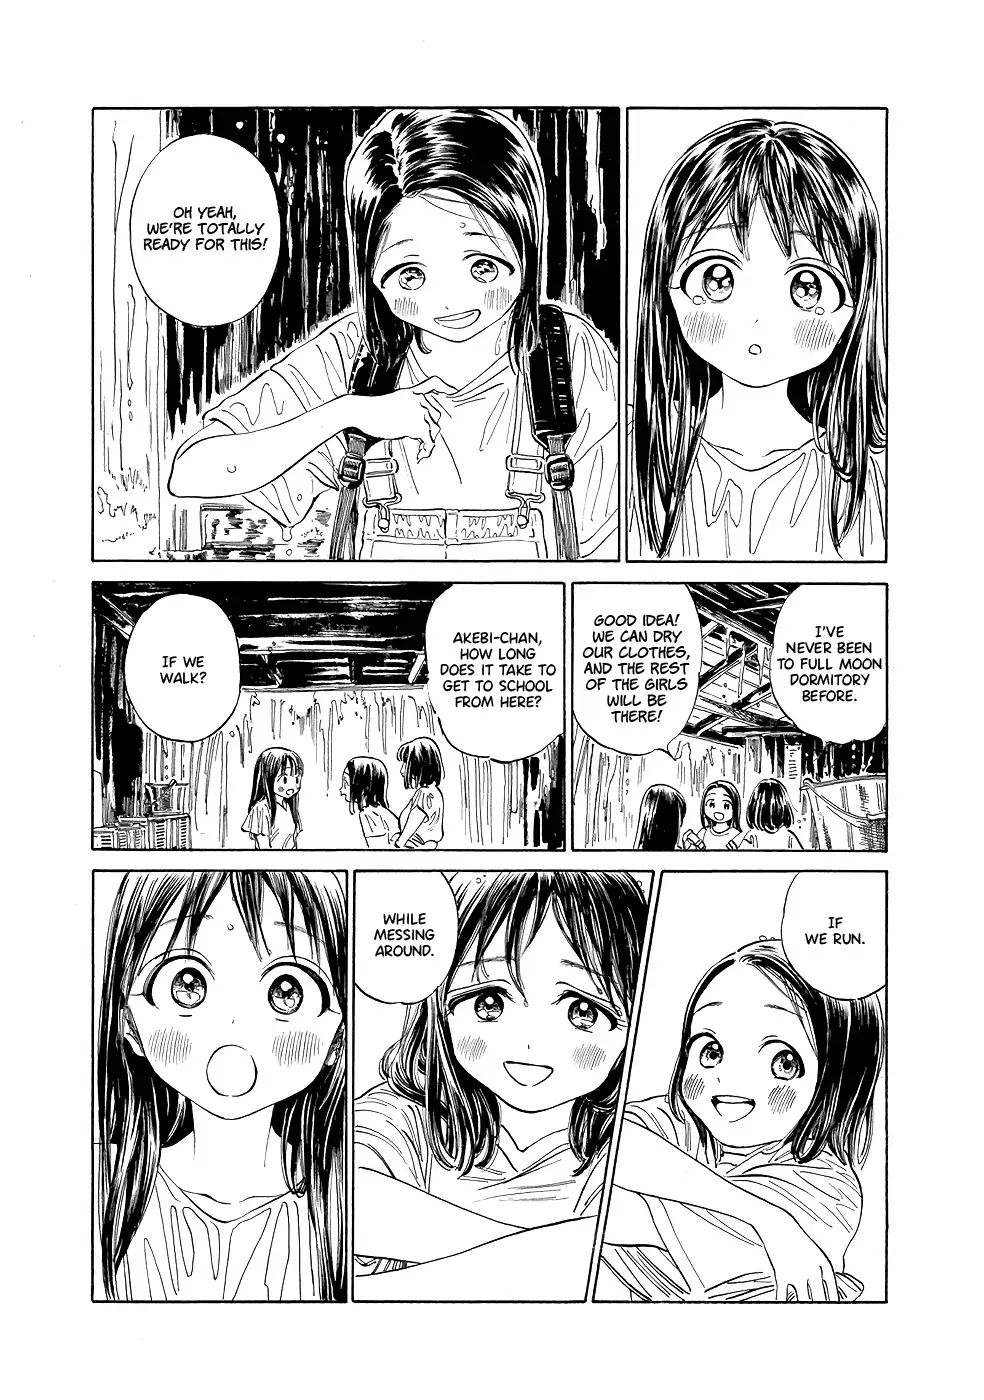 OH YEAH,
WE'RE TOTALLY
READY FOR THIS!
I'VE
NEVER BEEN
TO FULL MOON
DORMITORY
BEFORE.
GOOD IDEA!
WE CAN DRY
OUR CLOTHES,
AND THE REST
OF THE GIRLS
WILL BE
THERE!
AKEBI-CHAN,
HOW LONG
DOES IT TAKE TO
GET TO SCHOOL
FROM HERE?
IF WE
WALK?
IF
WE RUN.
WHILE
MESSING
AROUND.